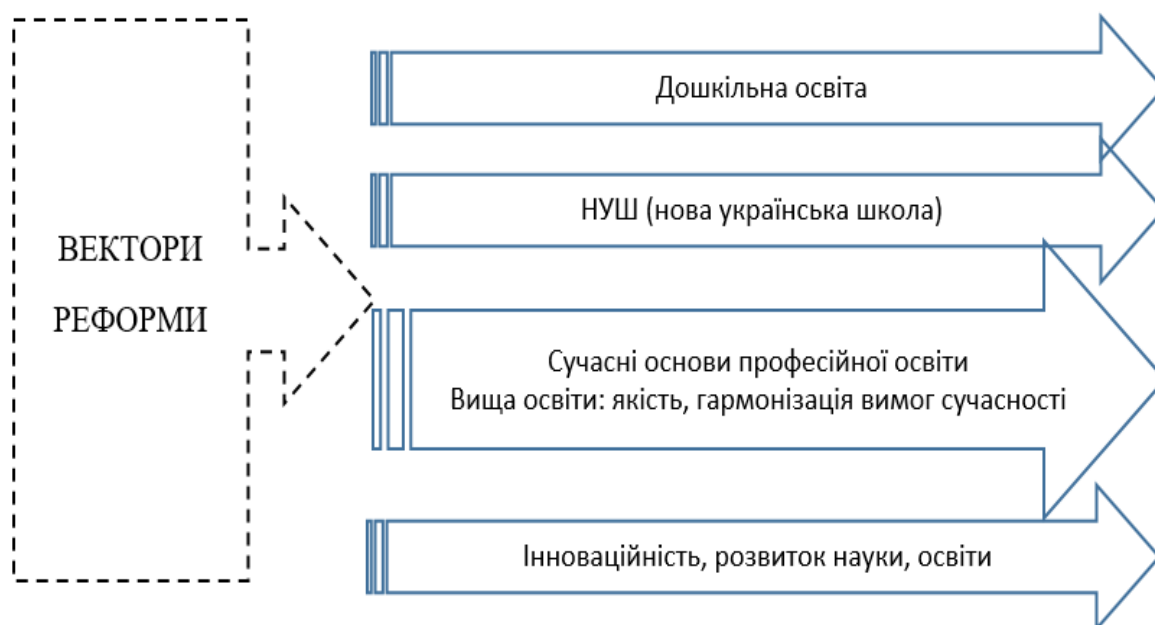 ВЕКТОРИ
РЕФОРМИ
Дошкільна освіта
НУШ (нова українська школа)
Сучасні основи професійної освіти
Вища освіти: якість, гармонізація вимог сучасності
Інноваційність, розвиток науки, освіти